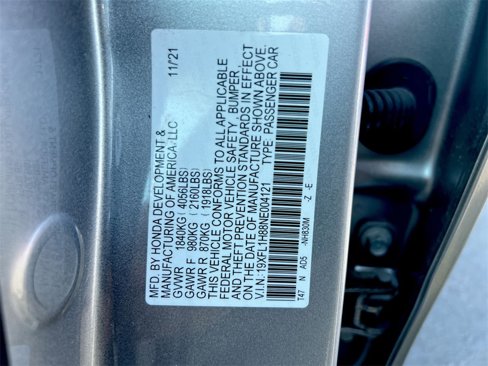 MFD. BY HONDA DEVELOPMENT &
MANUFACTURING OF AMERICA, LLC 11/21
GVWR 1840KG( 4056LBS)
GAWR F 980KG ( 2160LBS)
GAWR R 870KG ( 1918LBS)
THIS VEHICLE CONFORMS TO ALL APPLICABLE
FEDERAL MOTOR VEHICLE SAFETY, BUMPER
AND THEFT PREVENTION STANDARDS IN EFFECT
ON THE DATE OF MANUFACTURE SHOWN ABOVE.
V.I.N.: 19XFL1H88NE004121 TYPE: PASSENGER CAR
T47 N AC5 -NH830M -Z -E